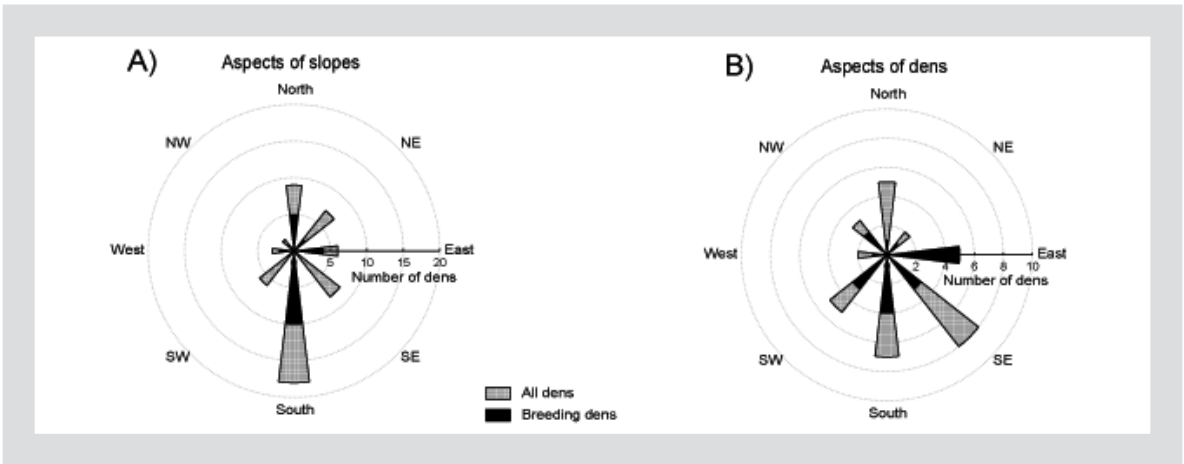 A)
Aspects of slopes
North
NW
NE
West
East
5
10
15
20
Number of dens
SW
SE
South
All dens
Breeding dens
B)
Aspects of dens
North
NW
NE
West
East
2
4
6
8
10
Number of dens
SW
SE
South